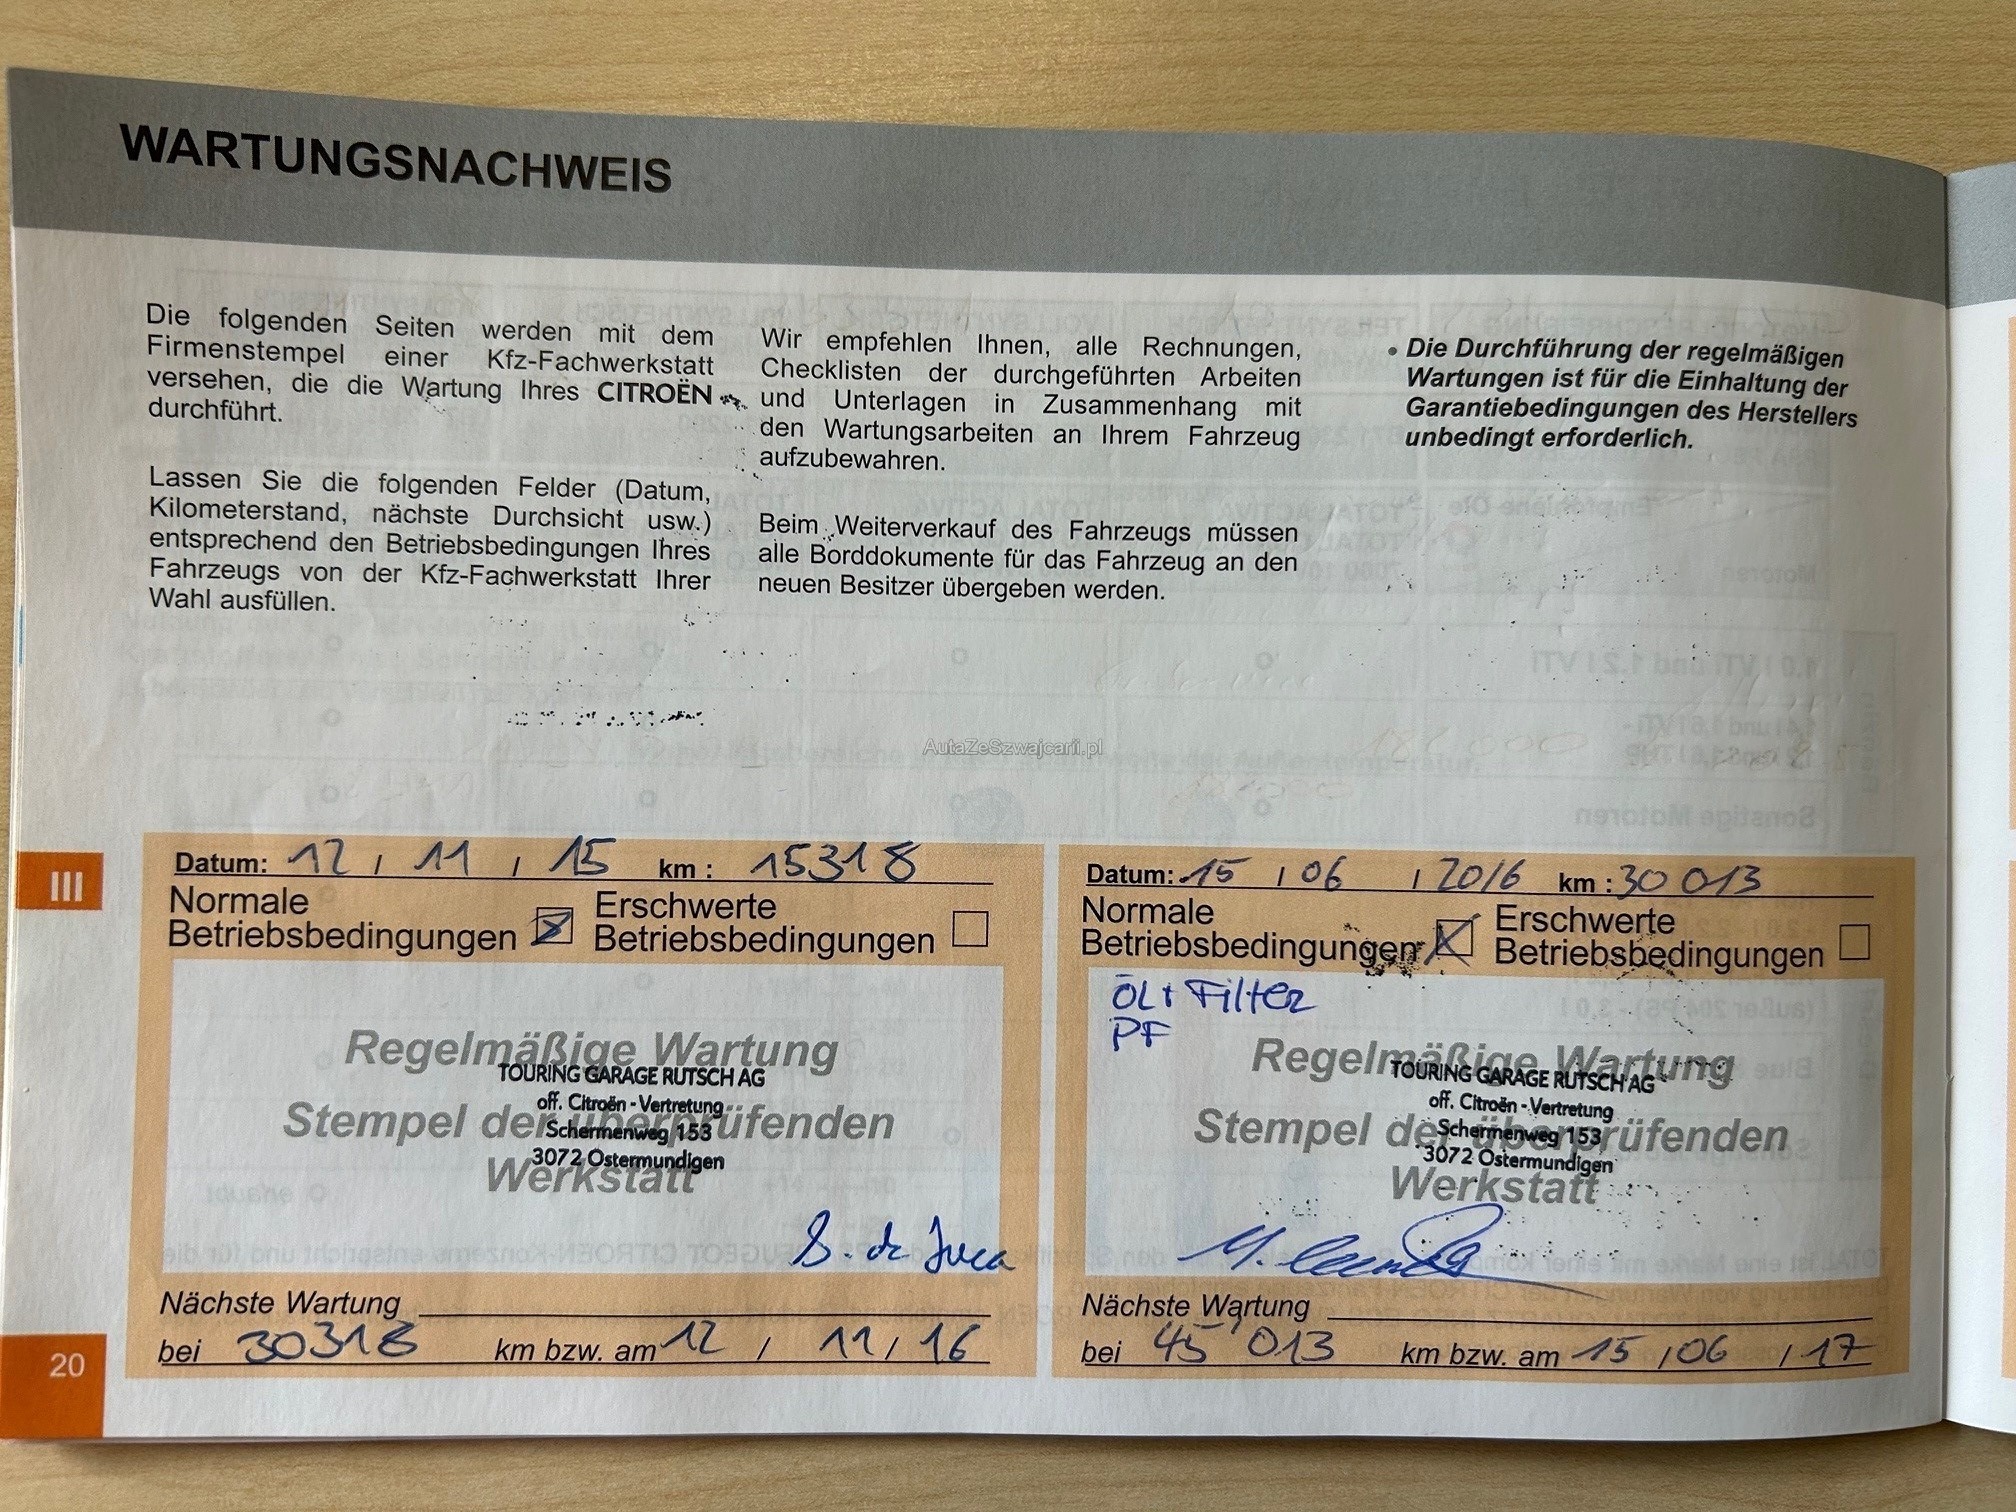 WARTUNGSNACHWEIS
Die folgenden Seiten werden mit dem
Firmenstempel einer Kfz-Fachwerkstatt
versehen, die die Wartung Ihres CITROËN
durchführt.
Lassen Sie die folgenden Felder (Datum,
Kilometerstand, nächste Durchsicht usw.)
entsprechend den Betriebsbedingungen Ihres
Fahrzeugs von der Kfz-Fachwerkstatt Ihrer
Wahl ausfüllen.
Wir empfehlen Ihnen, alle Rechnungen,
Checklisten der durchgeführten Arbeiten
und Unterlagen in Zusammenhang mit
den Wartungsarbeiten an Ihrem Fahrzeug
aufzubewahren.
Beim Weiterverkauf des Fahrzeugs müssen
alle Borddokumente für das Fahrzeug an den
neuen Besitzer übergeben werden.
• Die Durchführung der regelmäßigen
Wartungen ist für die Einhaltung der
Garantiebedingungen des Herstellers
unbedingt erforderlich.
AutaZeSzwajcarii.pl
III
Datum: 12 / 11 / 15 km : 15318
Normale
Betriebsbedingungen
Erschwerte
Betriebsbedingungen
Regelmäßige Wartung
Stempel der überprüfenden
Werkstatt
TOURING GARAGE RUTSCH AG
off. Citroën - Vertretung
Schermenweg 153
3072 Ostermundigen
Nächste Wartung
bei 30318 km bzw. am 12 / 11 / 16
Datum: 15 / 06 / 2016 km : 30 013
Normale
Betriebsbedingungen
Erschwerte
Betriebsbedingungen
ÖL + Filter
PF
Regelmäßige Wartung
Stempel der überprüfenden
Werkstatt
TOURING GARAGE RUTSCH AG
off. Citroën - Vertretung
Schermenweg 153
3072 Ostermundigen
Nächste Wartung
bei 45'013 km bzw. am 15 / 06 / 17
20